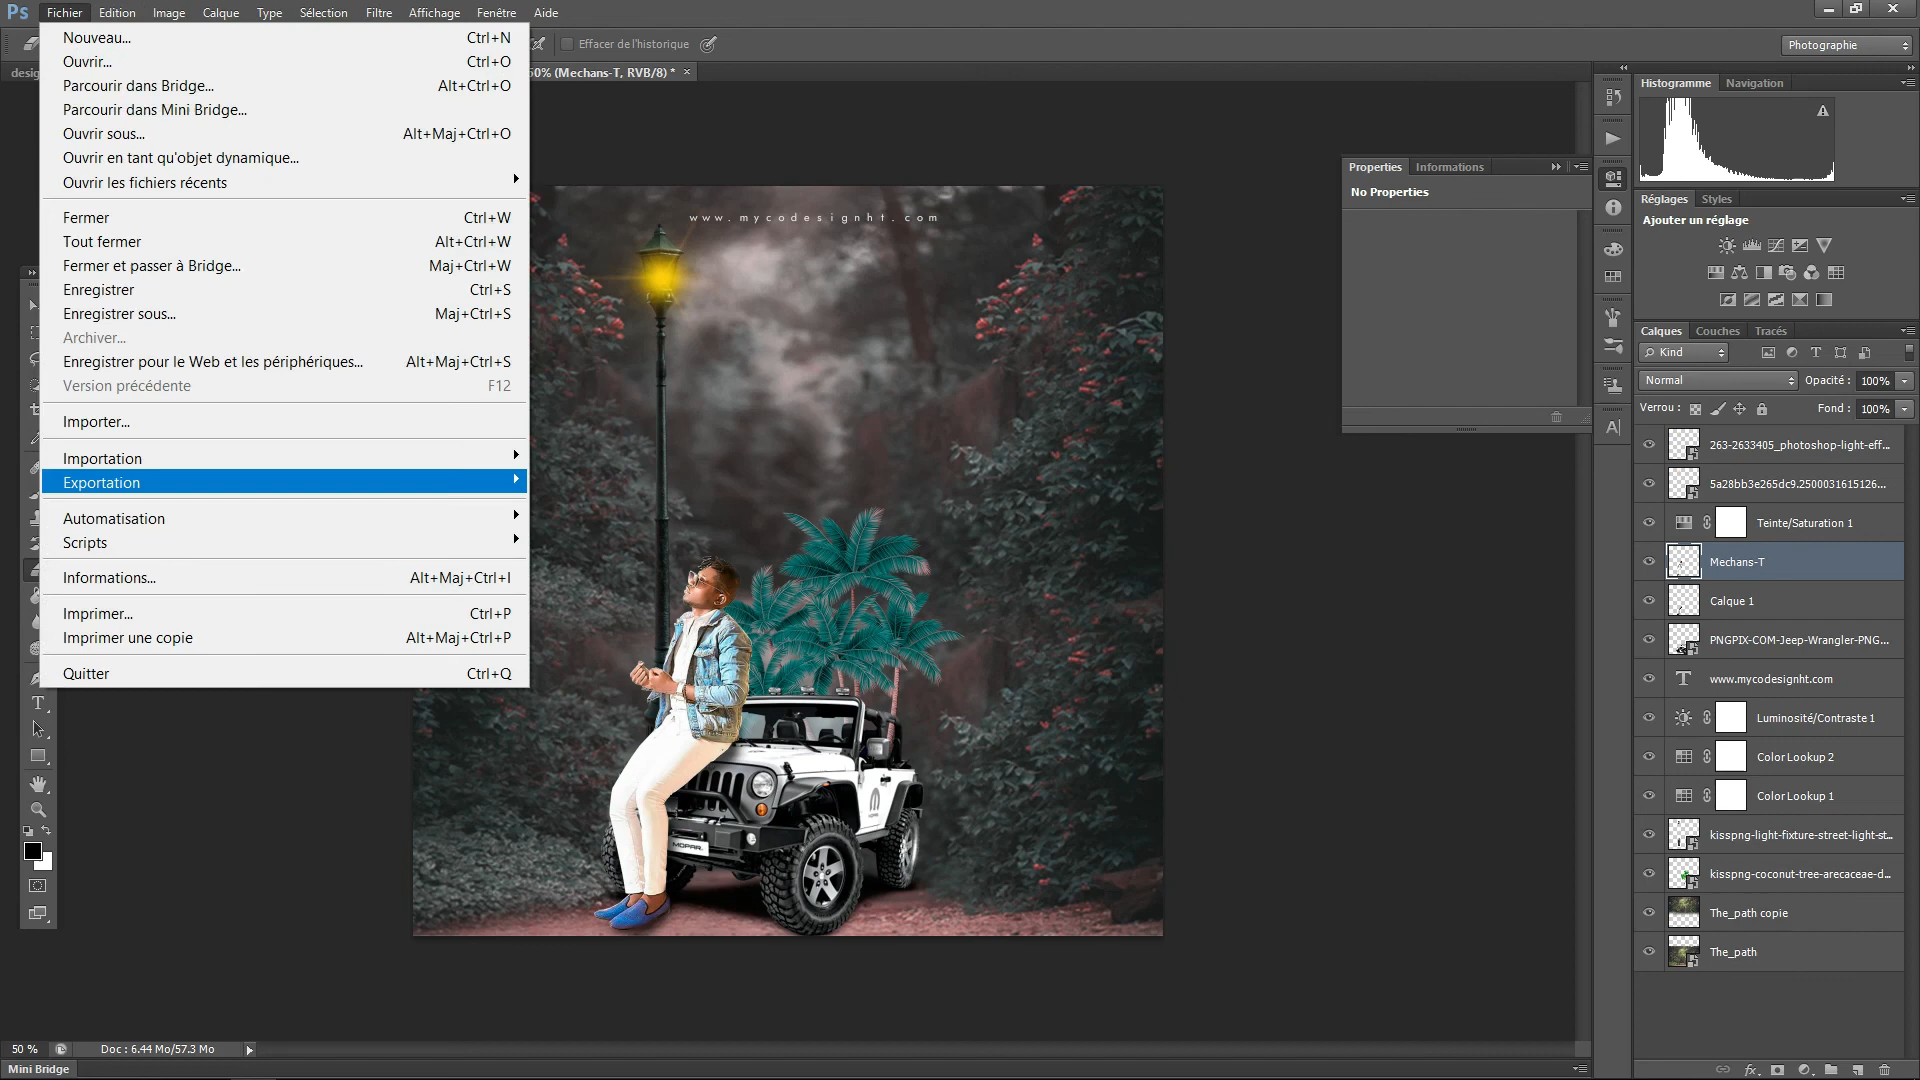 Ps Fichier Edition Image Calque Type Sélection Filtre Affichage Fenêtre Aide
Effacer de l'historique
Photographie
desig
50% (Mechans-T, RVB/8) * ×
Nouveau... Ctrl+N
Ouvrir... Ctrl+O
Parcourir dans Bridge... Alt+Ctrl+O
Parcourir dans Mini Bridge...
Ouvrir sous... Alt+Maj+Ctrl+O
Ouvrir en tant qu'objet dynamique...
Ouvrir les fichiers récents
Fermer Ctrl+W
Tout fermer Alt+Ctrl+W
Fermer et passer à Bridge... Maj+Ctrl+W
Enregistrer Ctrl+S
Enregistrer sous... Maj+Ctrl+S
Archiver...
Enregistrer pour le Web et les périphériques... Alt+Maj+Ctrl+S
Version précédente F12
Importer...
Importation
Exportation
Automatisation
Scripts
Informations... Alt+Maj+Ctrl+I
Imprimer... Ctrl+P
Imprimer une copie Alt+Maj+Ctrl+P
Quitter Ctrl+Q
www.mycodesignht.com
MOPAR.
Properties Informations
No Properties
Histogramme Navigation
Réglages Styles
Ajouter un réglage
Calques Couches Tracés
Kind
Normal Opacité : 100%
Verrou : Fond : 100%
263-2633405_photoshop-light-eff...
5a28bb3e265dc9.2500031615126...
Teinte/Saturation 1
Mechans-T
Calque 1
PNGPIX-COM-Jeep-Wrangler-PNG...
www.mycodesignht.com
Luminosité/Contraste 1
Color Lookup 2
Color Lookup 1
kisspng-light-fixture-street-light-st...
kisspng-coconut-tree-arecaceae-d...
The_path copie
The_path
50 % Doc : 6.44 Mo/57.3 Mo
Mini Bridge